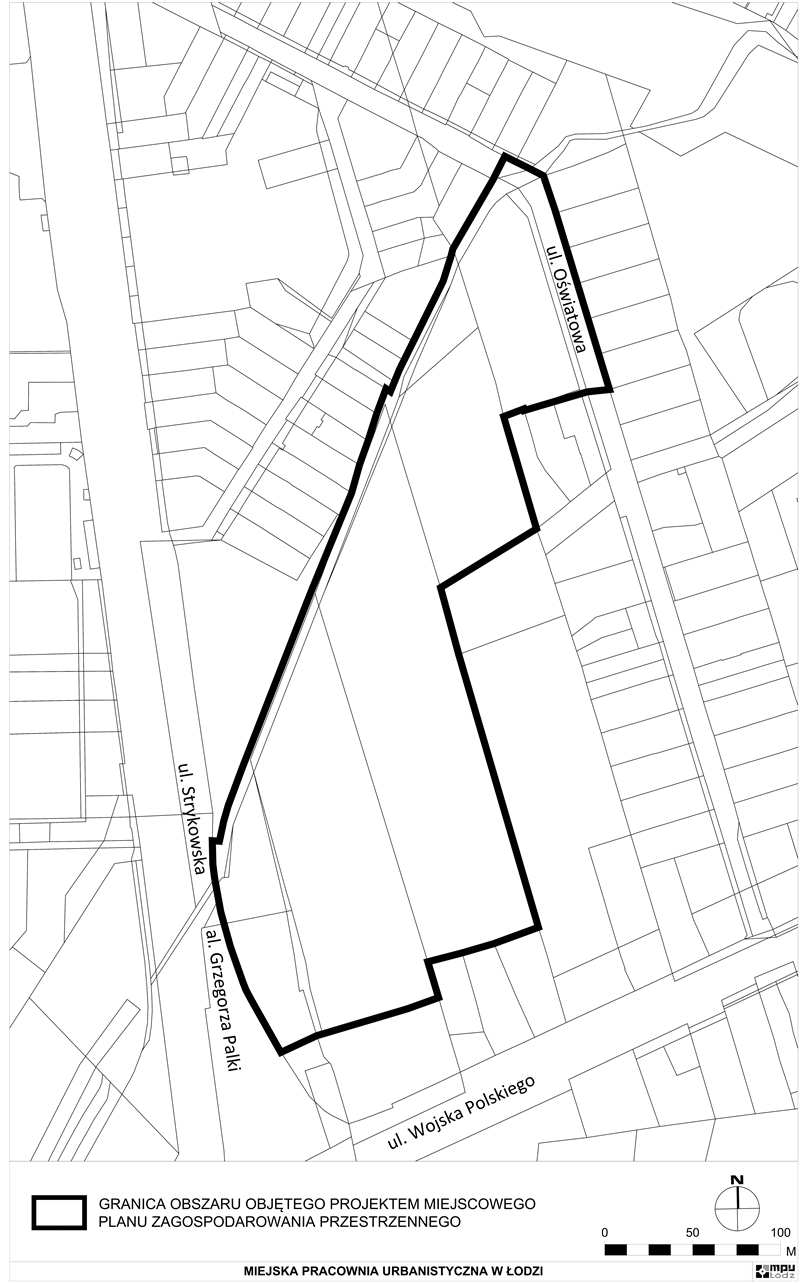 ul. Oświatowa
ul. Strykowska
al. Grzegorza Palki
ul. Wojska Polskiego
GRANICA OBSZARU OBJĘTEGO PROJEKTEM MIEJSCOWEGO
PLANU ZAGOSPODAROWANIA PRZESTRZENNEGO
N
0 50 100
M
MIEJSKA PRACOWNIA URBANISTYCZNA W ŁODZI
mpu
Łodz